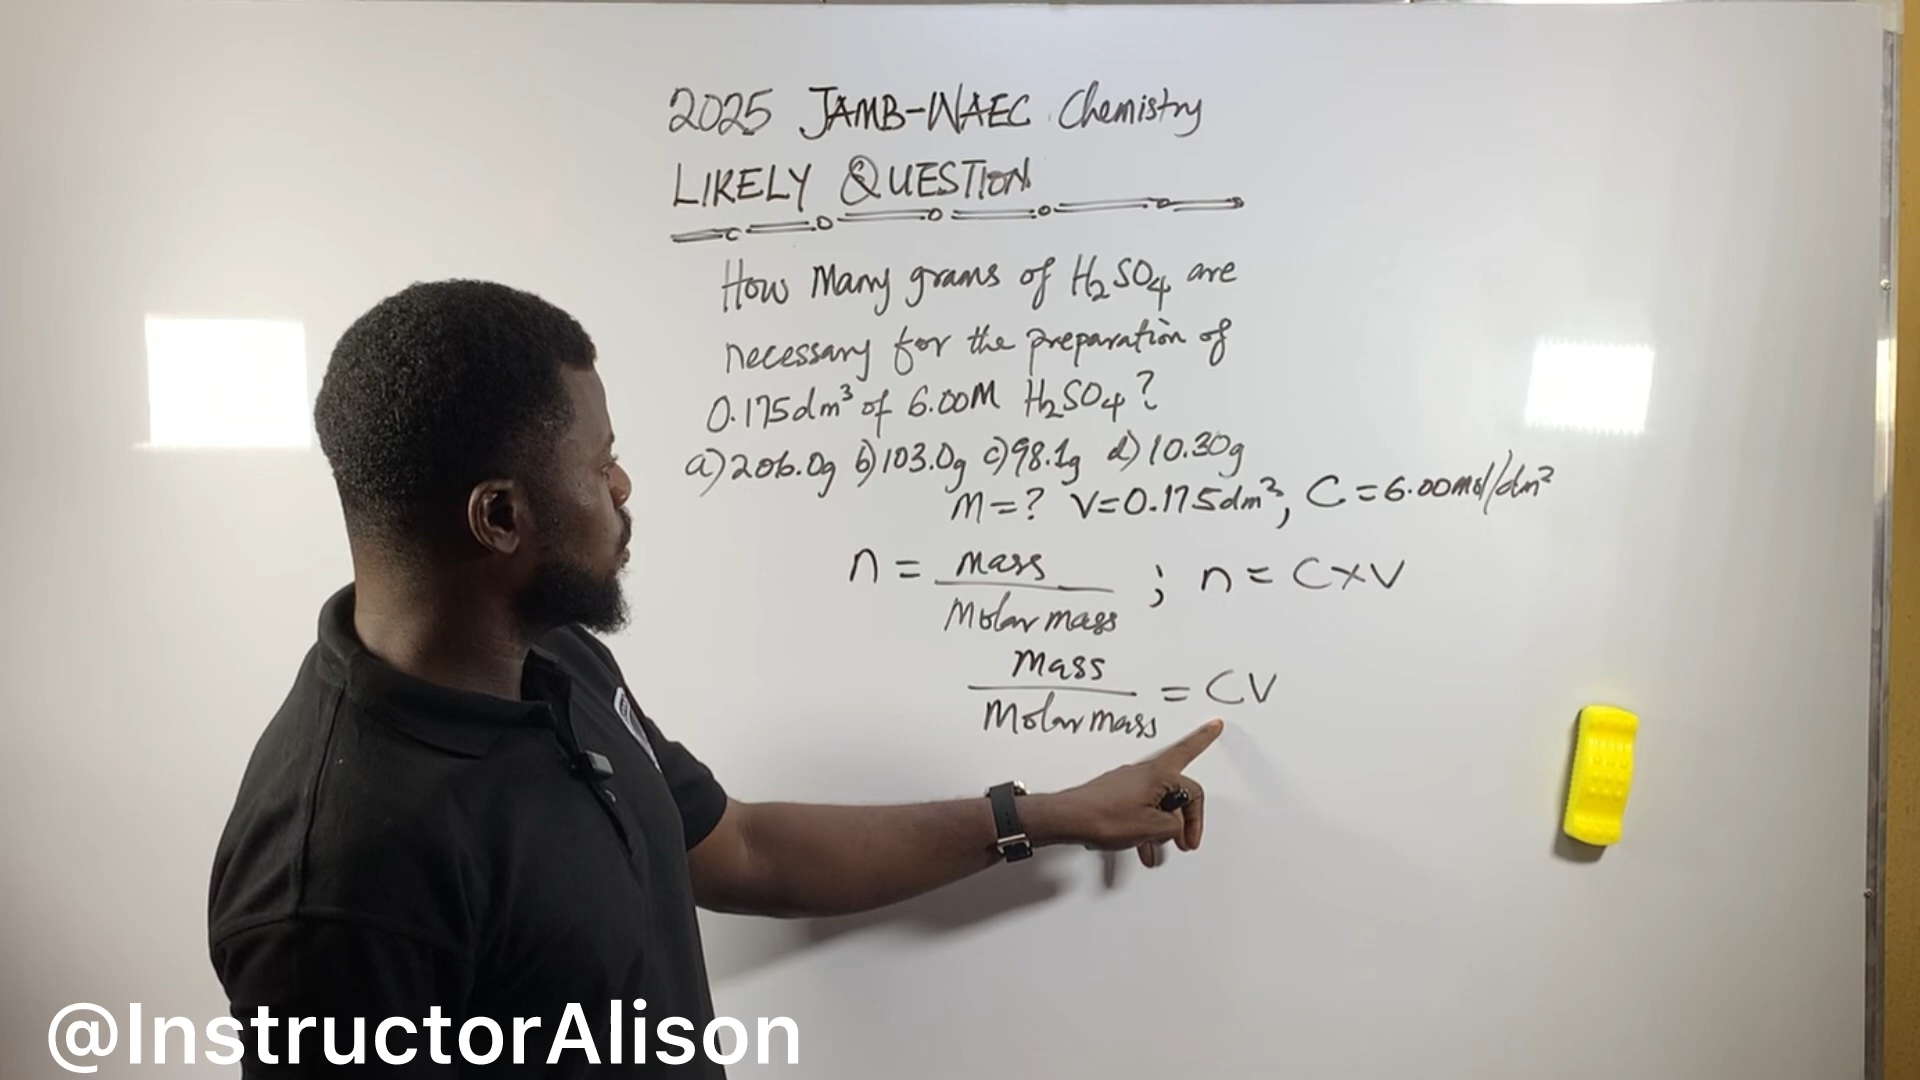 2025 JAMB-WAEC Chemistry
LIKELY QUESTION
How Many grams of H₂SO₄ are
necessary for the preparation of
0.175dm³ of 6.00M H₂SO₄?
a) 206.0g b) 103.0g c) 98.1g d) 10.30g
M=? V=0.175dm³, C=6.00mol/dm²
n = mass / Molar mass ; n = C×V
mass / Molar mass = CV
@InstructorAlison